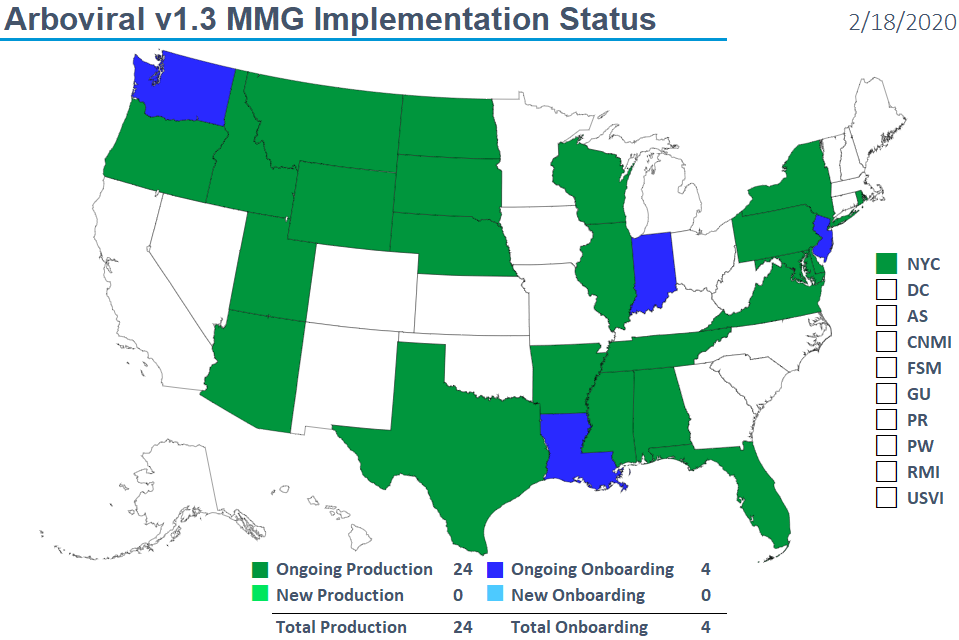 Arboviral v1.3 MMG Implementation Status 2/18/2020
NYC
DC
AS
CNMI
FSM
GU
PR
PW
RMI
USVI
Ongoing Production 24 Ongoing Onboarding 4
New Production 0 New Onboarding 0
Total Production 24 Total Onboarding 4